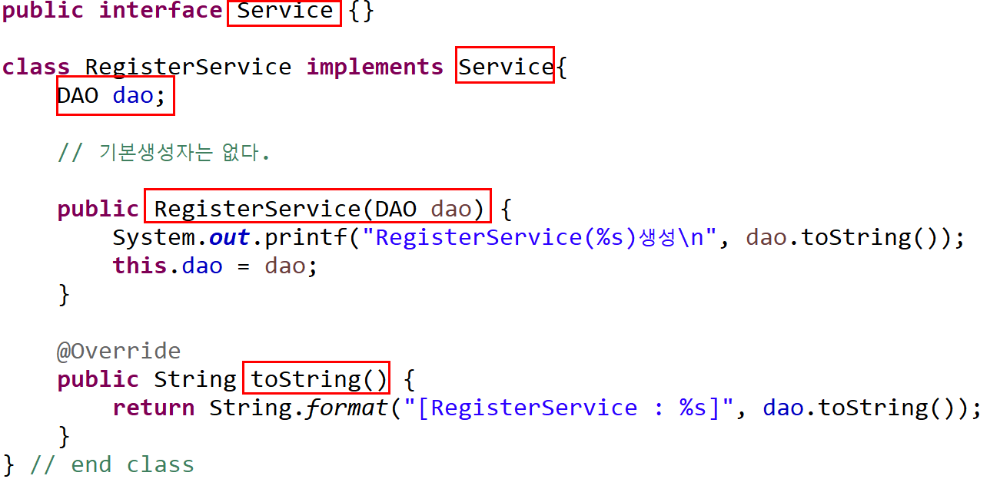 public interface Service {}
class RegisterService implements Service{
DAO dao;
// 기본생성자는 없다.
public RegisterService(DAO dao) {
System.out.printf("RegisterService(%s)생성\n", dao.toString());
this.dao = dao;
}
@Override
public String toString() {
return String.format("[RegisterService : %s]", dao.toString());
}
} // end class